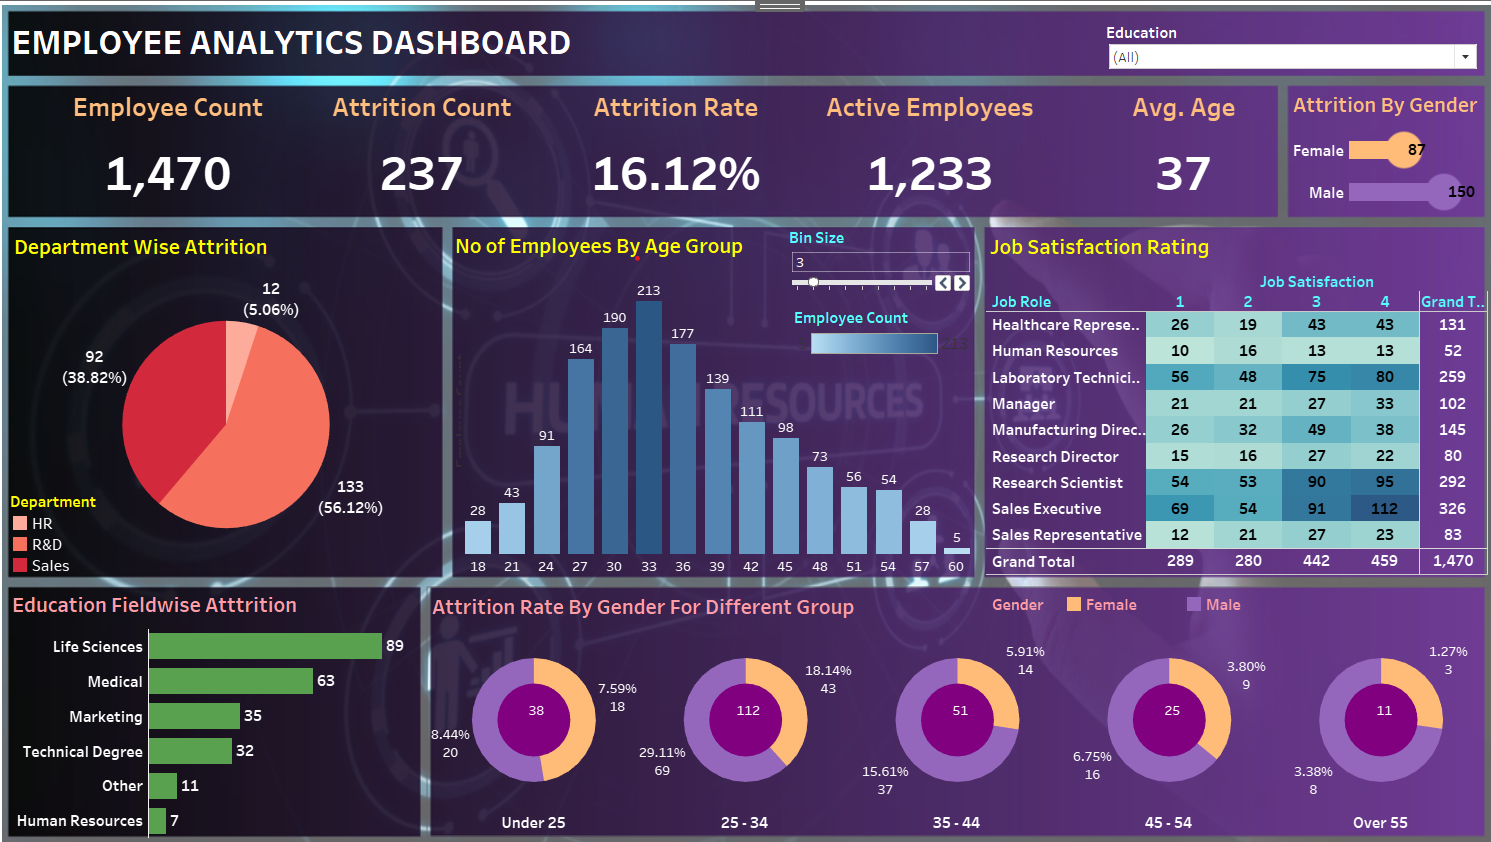 EMPLOYEE ANALYTICS DASHBOARD
Education
(All)
Employee Count
Attrition Count
Attrition Rate
Active Employees
Avg. Age
1,470
237
16.12%
1,233
37
Attrition By Gender
Female 87
Male 150
Department Wise Attrition
12
(5.06%)
92
(38.82%)
133
(56.12%)
Department
HR
R&D
Sales
No of Employees By Age Group
Bin Size
3
Employee Count
213
HUMAN RESOURCES
28 43 91 164 190 213 177 139 111 98 73 56 54 28 5
18 21 24 27 30 33 36 39 42 45 48 51 54 57 60
Job Satisfaction Rating
Job Satisfaction
Job Role 1 2 3 4 Grand T..
Healthcare Represe.. 26 19 43 43 131
Human Resources 10 16 13 13 52
Laboratory Technici.. 56 48 75 80 259
Manager 21 21 27 33 102
Manufacturing Direc.. 26 32 49 38 145
Research Director 15 16 27 22 80
Research Scientist 54 53 90 95 292
Sales Executive 69 54 91 112 326
Sales Representative 12 21 27 23 83
Grand Total 289 280 442 459 1,470
Education Fieldwise Atttrition
Life Sciences 89
Medical 63
Marketing 35
Technical Degree 32
Other 11
Human Resources 7
Attrition Rate By Gender For Different Group
Gender Female Male
7.59%
18
38
8.44%
20
Under 25
18.14%
43
112
29.11%
69
25 - 34
5.91%
14
51
15.61%
37
35 - 44
3.80%
9
25
6.75%
16
45 - 54
1.27%
3
11
3.38%
8
Over 55